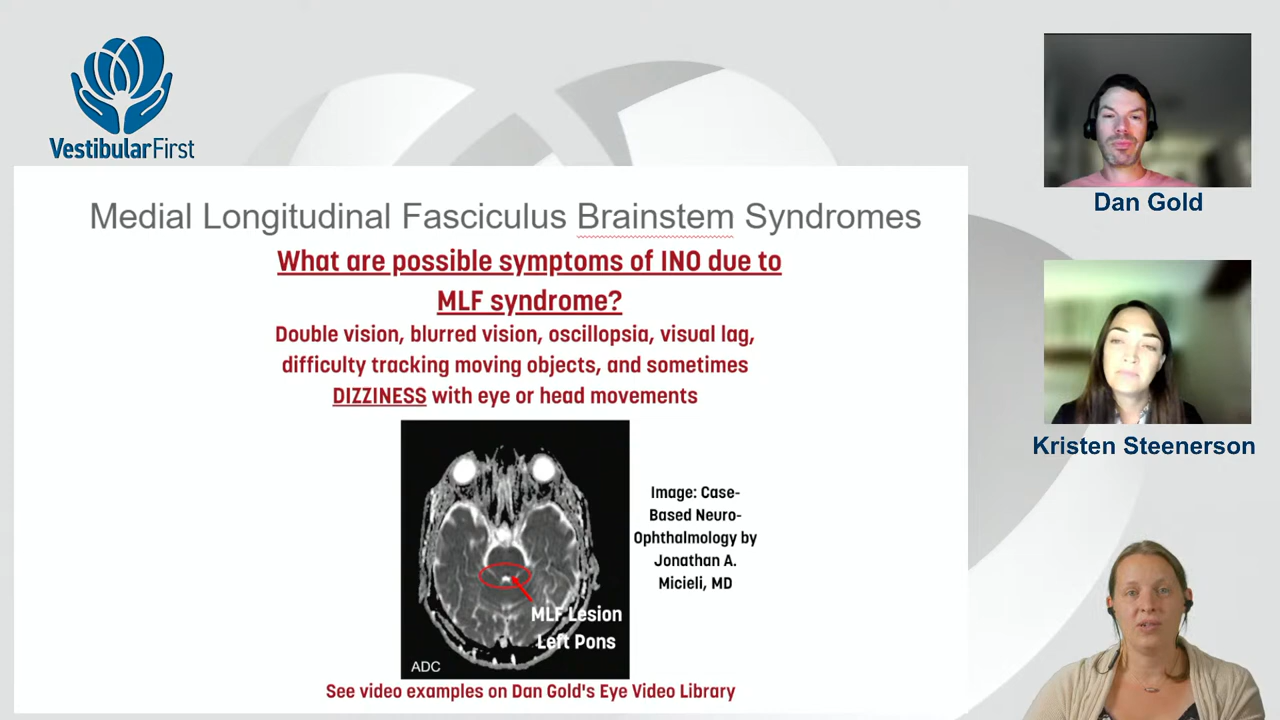 VestibularFirst
Medial Longitudinal Fasciculus Brainstem Syndromes
What are possible symptoms of INO due to
MLF syndrome?
Double vision, blurred vision, oscillopsia, visual lag,
difficulty tracking moving objects, and sometimes
DIZZINESS with eye or head movements
Image: Case-
Based Neuro-
Ophthalmology by
Jonathan A.
Micieli, MD
MLF Lesion
Left Pons
ADC
See video examples on Dan Gold's Eye Video Library
Dan Gold
Kristen Steenerson